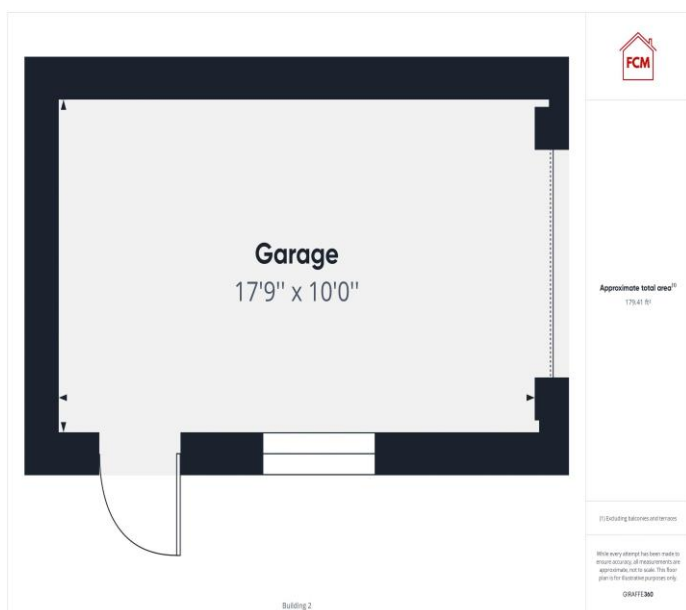 FCM
Garage
17'9" x 10'0"
Approximate total area(1)
179.41 ft²
(1) Excluding balconies and terraces
While every attempt has been made to
ensure accuracy, all measurements are
approximate, not to scale. This floor
plan is for illustrative purposes only.
GIRAFFE360
Building 2